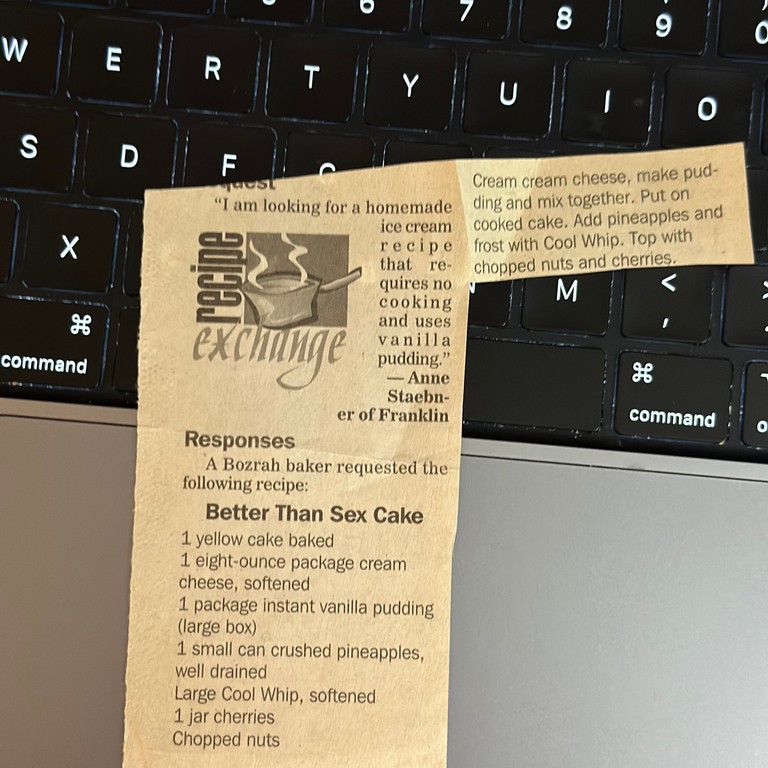 6 7 8 9 0
W E R T Y U I O
S D F
X M < ,
⌘
command
⌘
command
quest
“I am looking for a homemade
ice cream
recipe
that re-
quires no
cooking
and uses
vanilla
pudding.”
— Anne
Staebn-
er of Franklin
recipe
exchange
Responses
A Bozrah baker requested the
following recipe:
Better Than Sex Cake
1 yellow cake baked
1 eight-ounce package cream
cheese, softened
1 package instant vanilla pudding
(large box)
1 small can crushed pineapples,
well drained
Large Cool Whip, softened
1 jar cherries
Chopped nuts
Cream cream cheese, make pud-
ding and mix together. Put on
cooked cake. Add pineapples and
frost with Cool Whip. Top with
chopped nuts and cherries.